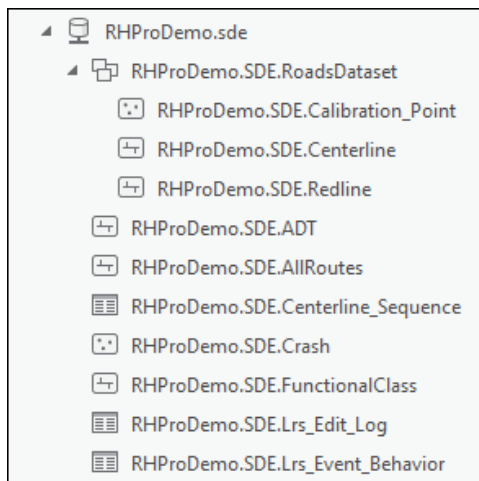 RHProDemo.sde
RHProDemo.SDE.RoadsDataset
RHProDemo.SDE.Calibration_Point
RHProDemo.SDE.Centerline
RHProDemo.SDE.Redline
RHProDemo.SDE.ADT
RHProDemo.SDE.AllRoutes
RHProDemo.SDE.Centerline_Sequence
RHProDemo.SDE.Crash
RHProDemo.SDE.FunctionalClass
RHProDemo.SDE.Lrs_Edit_Log
RHProDemo.SDE.Lrs_Event_Behavior